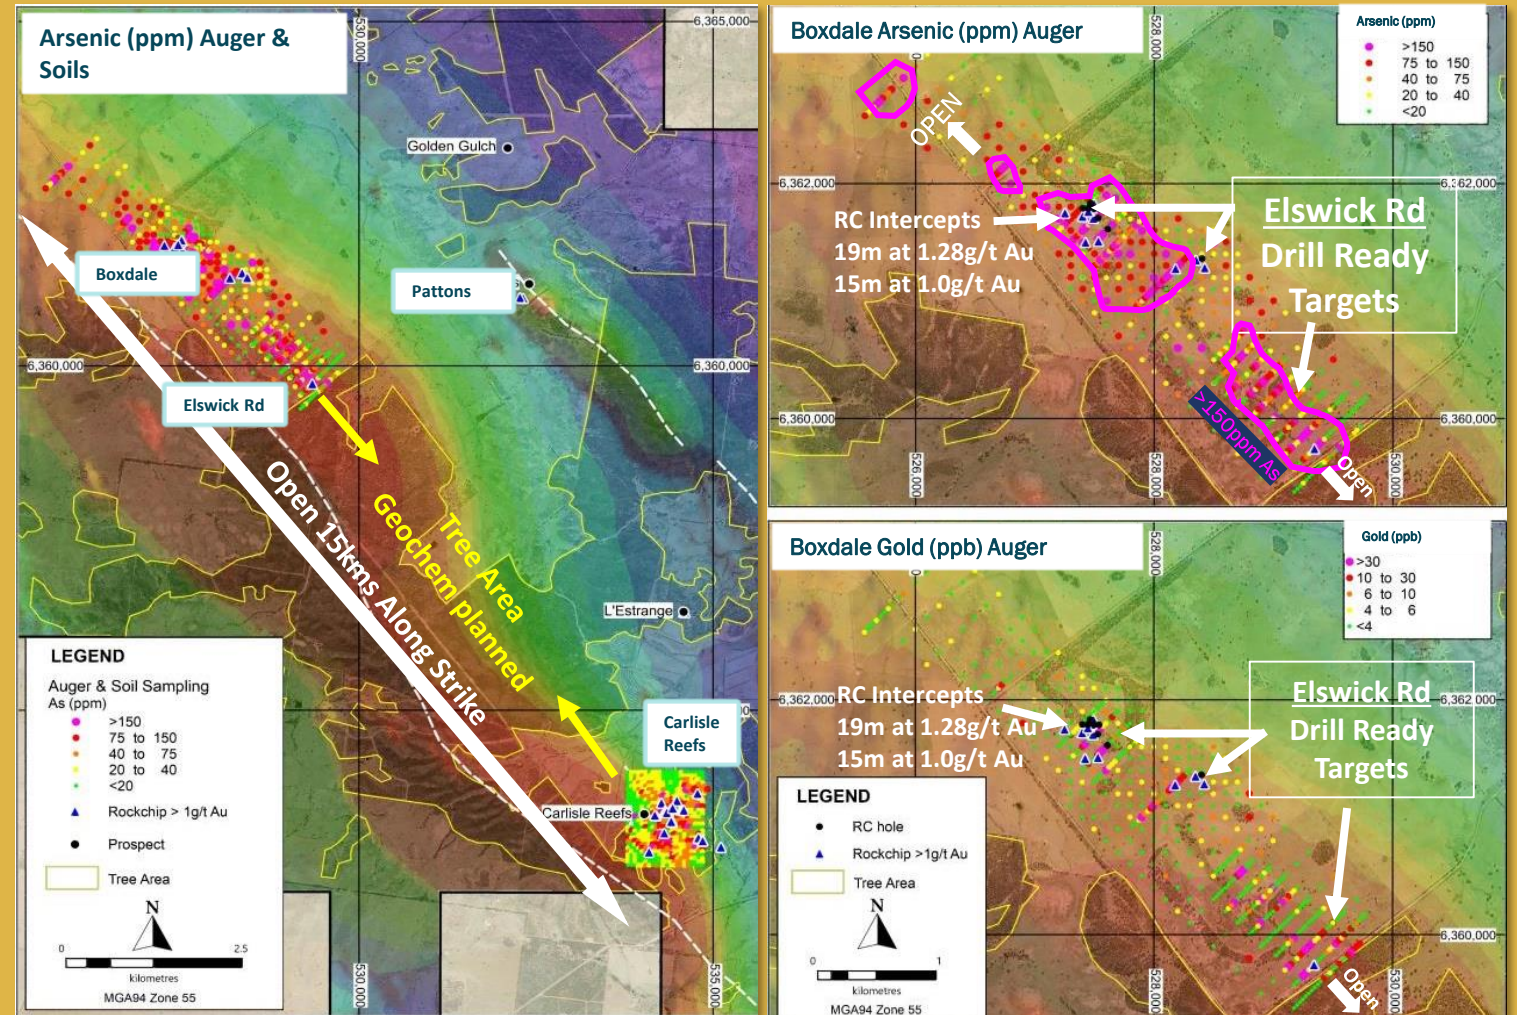 Arsenic (ppm) Auger &
Soils
530,000
6,365,000
Golden Gulch
Boxdale
Pattons
6,360,000
6,360,000
Elswick Rd
Open 15kms Along Strike
Tree Area
Geochem planned
L'Estrange
Carlisle
Reefs
Carlisle Reefs
LEGEND
Auger & Soil Sampling
As (ppm)
>150
75 to 150
40 to 75
20 to 40
<20
Rockchip > 1g/t Au
Prospect
Tree Area
N
0
2.5
kilometres
MGA94 Zone 55
530,000
535,000
Boxdale Arsenic (ppm) Auger
528,000
Arsenic (ppm)
>150
75 to 150
40 to 75
20 to 40
<20
OPEN
6,362,000
6,362,000
RC Intercepts
19m at 1.28g/t Au
15m at 1.0g/t Au
Elswick Rd
Drill Ready
Targets
6,360,000
6,360,000
>150ppm As
Open
526,000
528,000
530,000
Boxdale Gold (ppb) Auger
528,000
Gold (ppb)
>30
10 to 30
6 to 10
4 to 6
<4
6,362,000
6,362,000
RC Intercepts
19m at 1.28g/t Au
15m at 1.0g/t Au
Elswick Rd
Drill Ready
Targets
LEGEND
RC hole
Rockchip >1g/t Au
Tree Area
N
0
1
kilometres
MGA94 Zone 55
6,360,000
Open
528,000
530,000